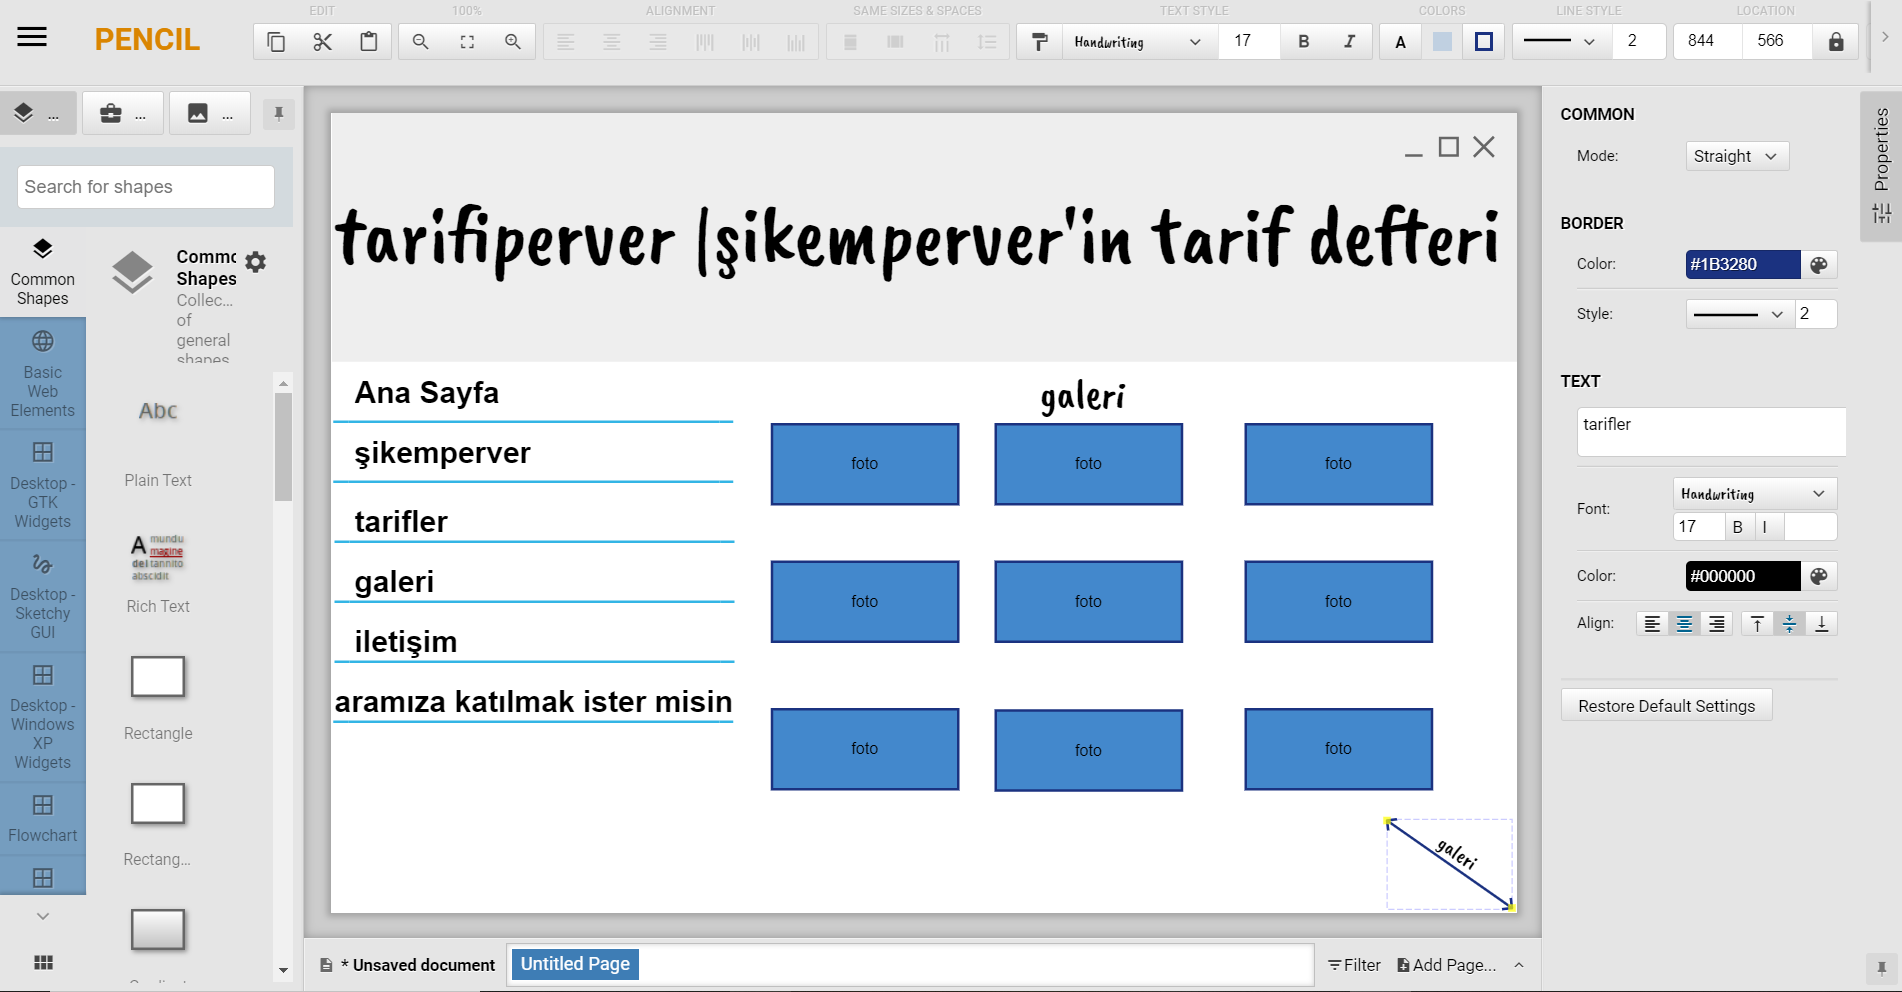 EDIT
100%
ALIGNMENT
SAME SIZES & SPACES
TEXT STYLE
COLORS
LINE STYLE
LOCATION
PENCIL
Handwriting
17
B
I
A
2
844
566
...
...
...
Search for shapes
Common
Shapes
Basic
Web
Elements
Desktop -
GTK
Widgets
Desktop -
Sketchy
GUI
Desktop -
Windows
XP
Widgets
Flowchart
Commo
Shapes
Collec...
of
general
shapes
Abc
Plain Text
A mundu
magine
del tannito
abscidit
Rich Text
Rectangle
Rectang...
tarifiperver |şikemperver'in tarif defteri
Ana Sayfa
şikemperver
tarifler
galeri
iletişim
aramıza katılmak ister misin
galeri
foto
foto
foto
foto
foto
foto
foto
foto
foto
galeri
* Unsaved document
Untitled Page
Filter
Add Page...
COMMON
Mode:
Straight
BORDER
Color:
#1B3280
Style:
2
TEXT
tarifler
Font:
Handwriting
17
B
I
Color:
#000000
Align:
Restore Default Settings
Properties